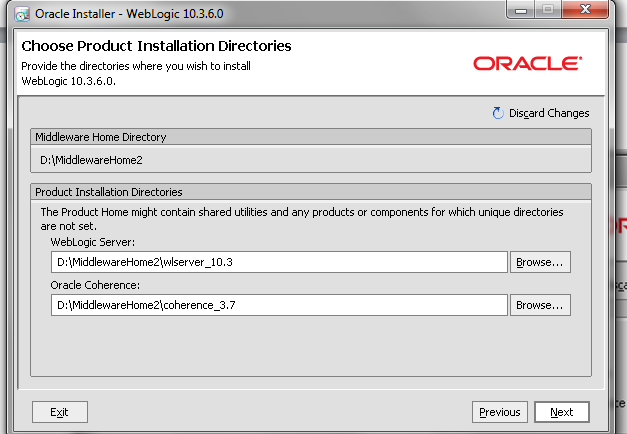 Oracle Installer - WebLogic 10.3.6.0
Choose Product Installation Directories
Provide the directories where you wish to install
WebLogic 10.3.6.0.
ORACLE
Discard Changes
Middleware Home Directory
D:\MiddlewareHome2
Product Installation Directories
The Product Home might contain shared utilities and any products or components for which unique directories
are not set.
WebLogic Server:
D:\MiddlewareHome2\wlserver_10.3
Browse...
Oracle Coherence:
D:\MiddlewareHome2\coherence_3.7
Browse...
Exit
Previous
Next